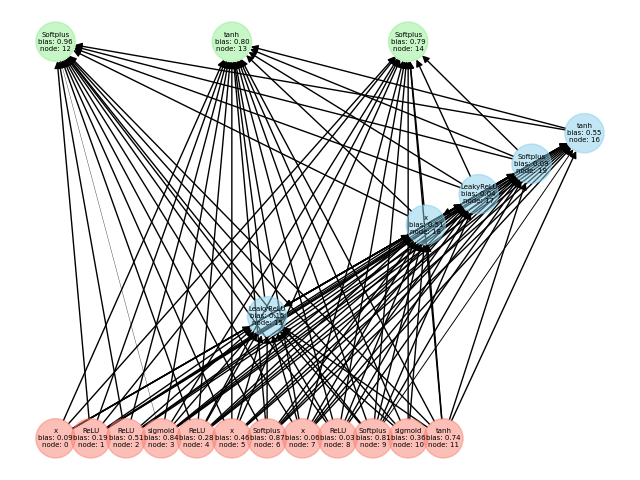 Softplus
bias: 0.96
node: 12
tanh
bias: 0.80
node: 13
Softplus
bias: 0.79
node: 14
tanh
bias: 0.55
node: 16
Softplus
bias: 0.09
node: 19
LeakyReLU
bias: 0.04
node: 17
x
bias: 0.51
node: 18
LeakyReLU
bias: 0.15
node: 15
x
bias: 0.09
node: 0
ReLU
bias: 0.19
node: 1
ReLU
bias: 0.51
node: 2
sigmoid
bias: 0.84
node: 3
ReLU
bias: 0.28
node: 4
x
bias: 0.46
node: 5
Softplus
bias: 0.87
node: 6
x
bias: 0.06
node: 7
ReLU
bias: 0.03
node: 8
Softplus
bias: 0.81
node: 9
sigmoid
bias: 0.36
node: 10
tanh
bias: 0.74
node: 11